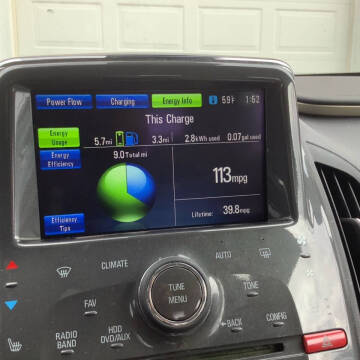 Power Flow Charging Energy Info 59°F 1:52
This Charge
Energy Usage 5.7mi 3.3mi 2.8kWh used 0.07gal used
Energy Efficiency 9.0 Total mi
113mpg
Efficiency Tips Lifetime: 39.8mpg
CLIMATE AUTO
TUNE
MENU TONE
FAV
RADIO BAND HDD DVD/AUX BACK CONFIG